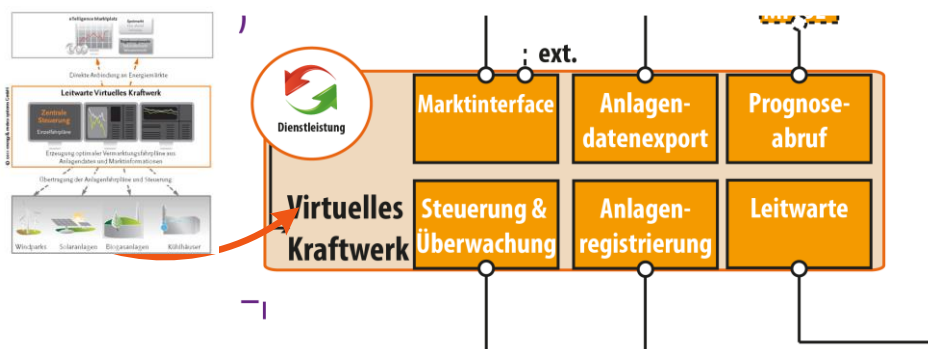 Direkte Anbindung an Energiemärkte
Leitwarte Virtuelles Kraftwerk
Zentrale
Steuerung
Einzelfahrpläne
Erzeugung optimaler Vermarktungsfahrpläne aus
Anlagendaten und Marktinformationen
Übertragung der Anlagenfahrpläne und Steuerung
Windparks
Solaranlagen
Biogasanlagen
Kühlhäuser
Dienstleistung
ext.
Marktinterface
Anlagen-
datenexport
Prognose-
abruf
Virtuelles
Kraftwerk
Steuerung &
Überwachung
Anlagen-
registrierung
Leitwarte